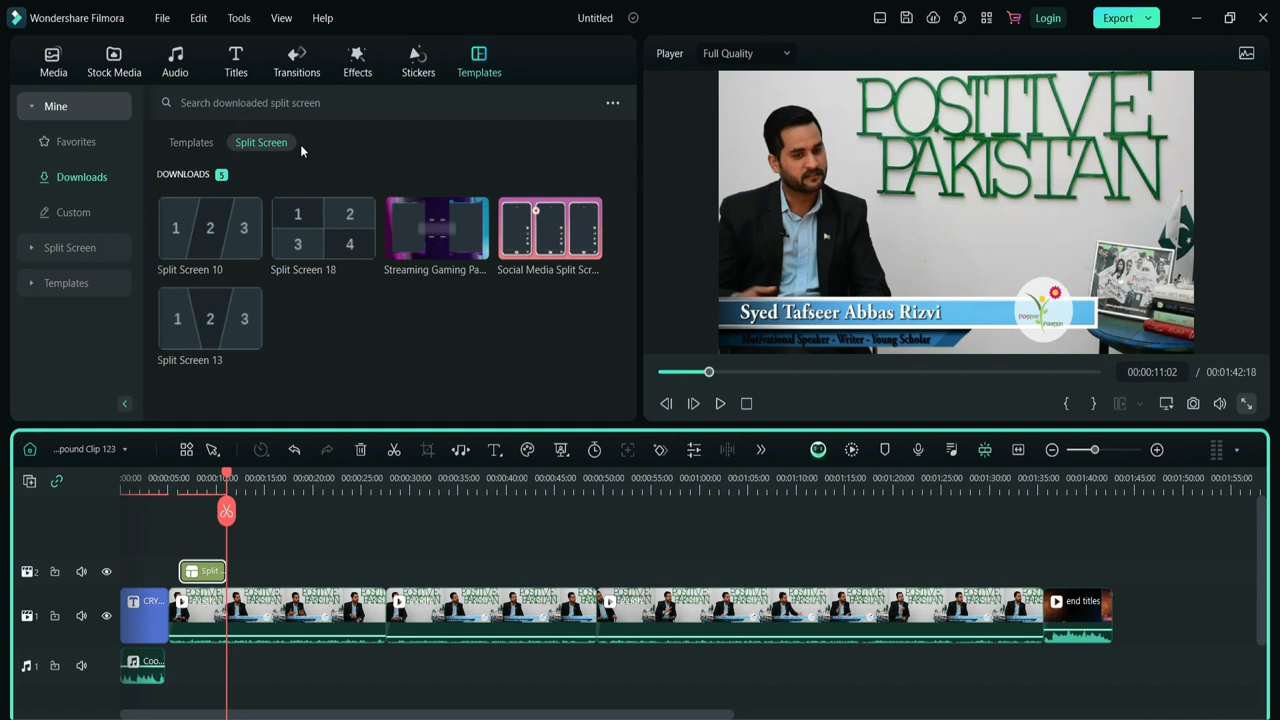 Wondershare Filmora
File
Edit
Tools
View
Help
Untitled
Login
Export
Media
Stock Media
Audio
Titles
Transitions
Effects
Stickers
Templates
Player
Full Quality
Mine
Favorites
Downloads
Custom
Split Screen
Templates
Search downloaded split screen
Templates
Split Screen
DOWNLOADS 5
1 2 3
1 2
3 4
Split Screen 10
Split Screen 18
Streaming Gaming Pa...
Social Media Split Scr...
1 2 3
Split Screen 13
POSITIVE
PAKISTAN
Syed Tafseer Abbas Rizvi
Motivational Speaker - Writer - Young Scholar
00:00:11:02 / 00:01:42:18
...pound Clip 123
:00:00 00:00:05:00 00:00:10:00 00:00:15:00 00:00:20:00 00:00:25:00 00:00:30:00 00:00:35:00 00:00:40:00 00:00:45:00 00:00:50:00 00:00:55:00 00:01:00:00 00:01:05:00 00:01:10:00 00:01:15:00 00:01:20:00 00:01:25:00 00:01:30:00 00:01:35:00 00:01:40:00 00:01:45:00 00:01:50:00 00:01:55:00
2
Split ...
1
CRY...
end titles
1
Coo...